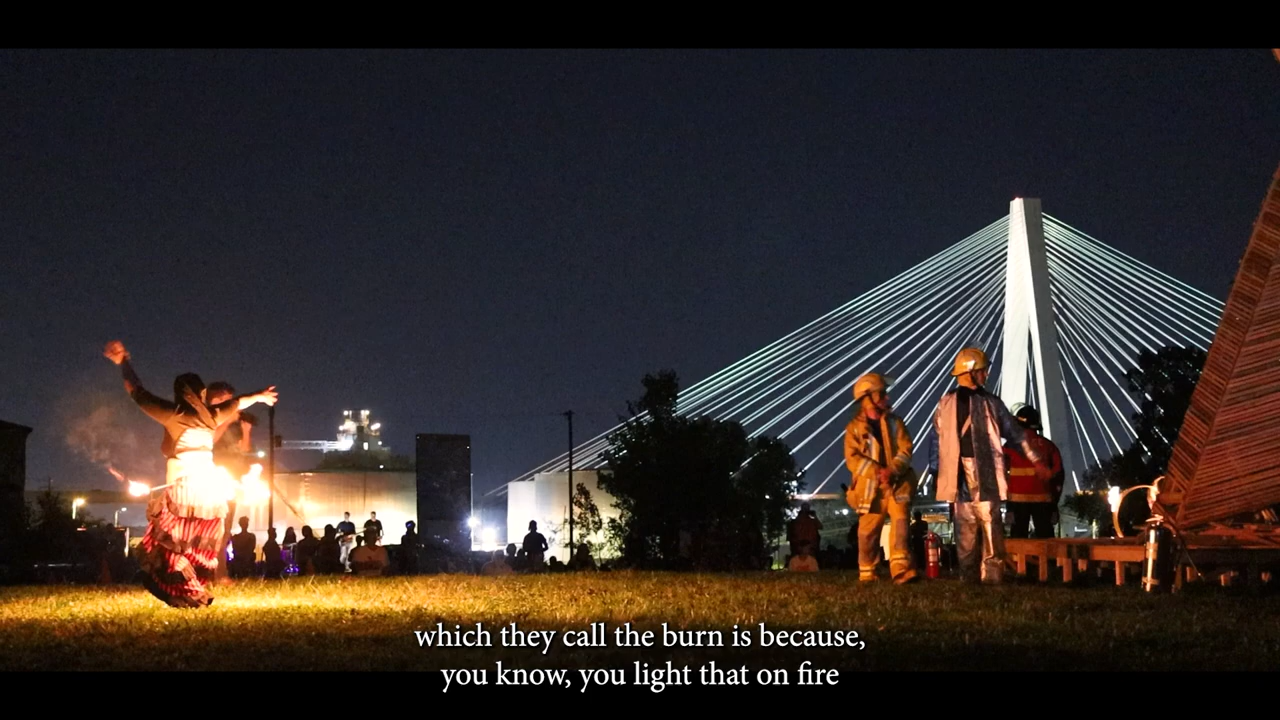 which they call the burn is because,
you know, you light that on fire